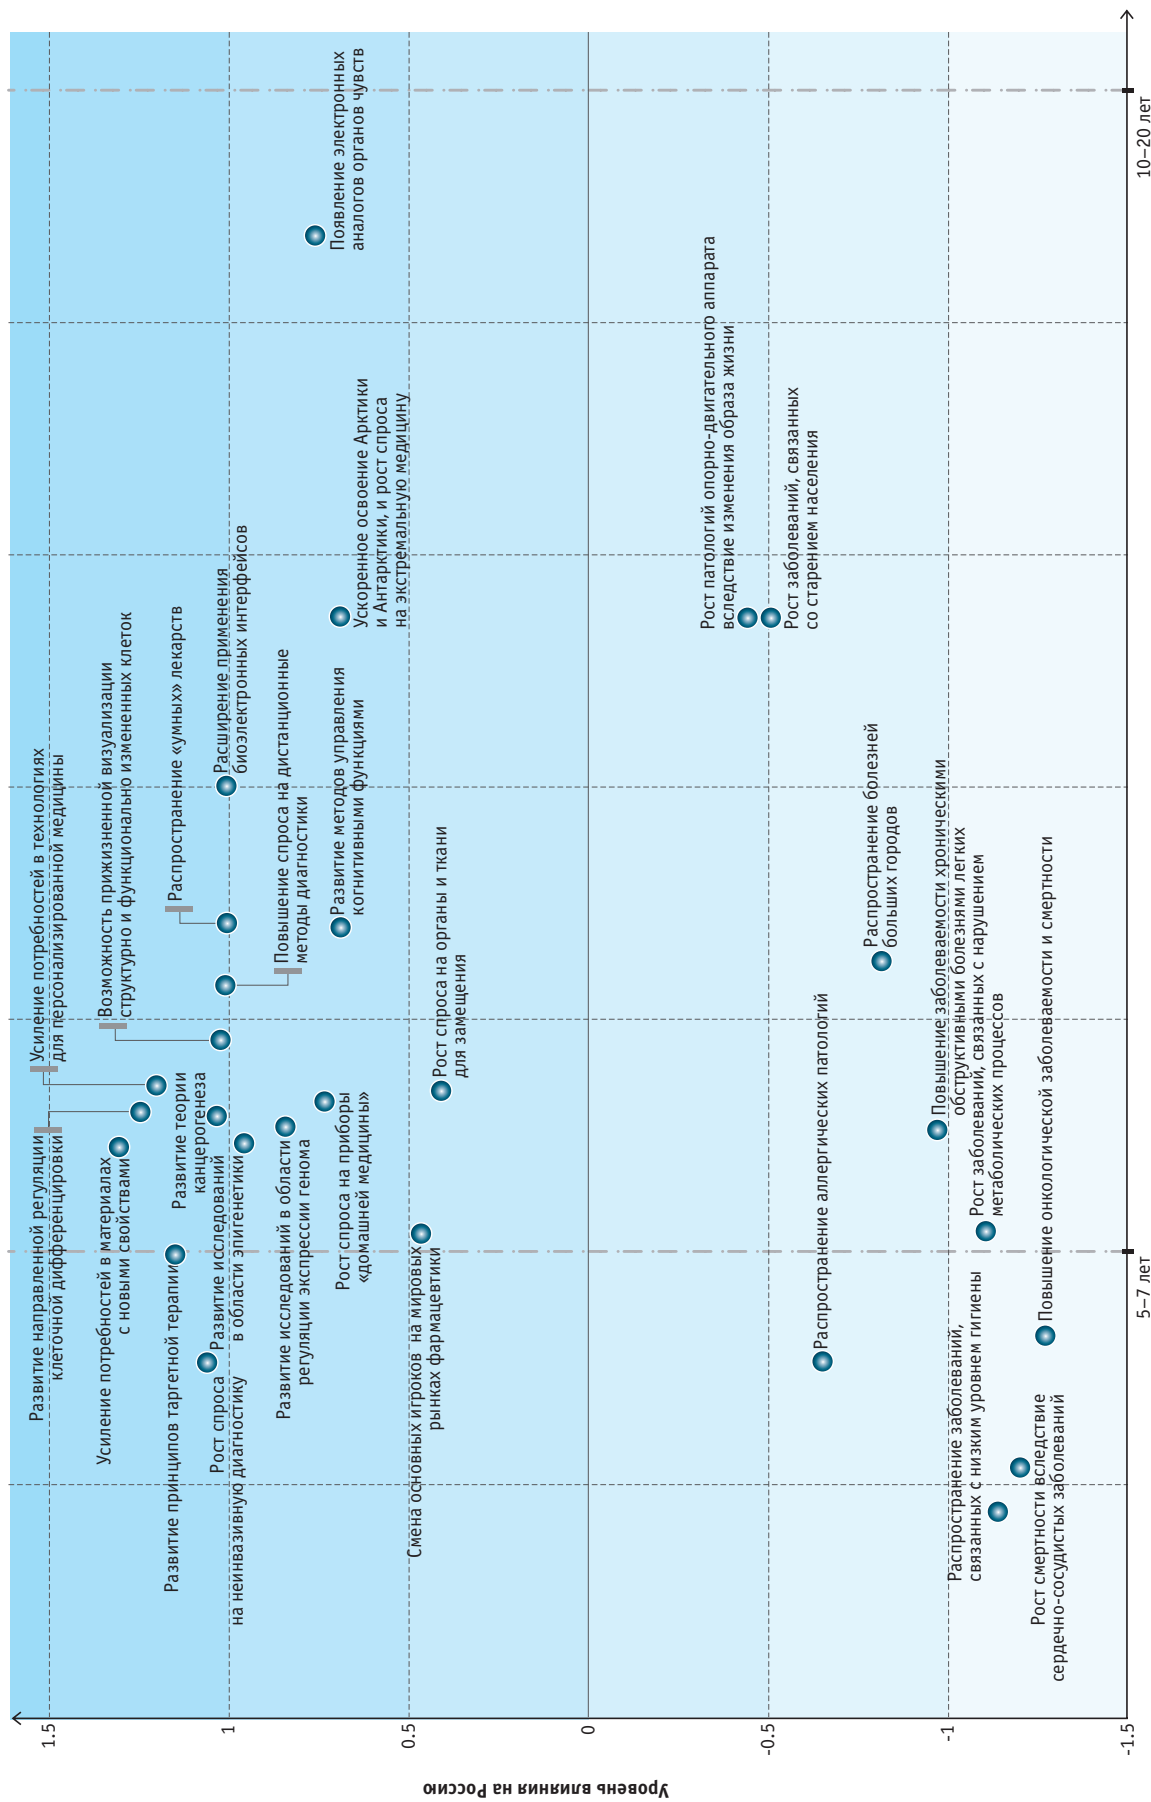 Уровень влияния на Россию
1.5
1
0.5
0
-0.5
-1
-1.5
5–7 лет
10–20 лет
Развитие направленной регуляции
клеточной дифференцировки
Усиление потребностей в технологиях
для персонализированной медицины
Усиление потребностей в материалах
с новыми свойствами
Возможность прижизненной визуализации
структурно и функционально измененных клеток
Развитие принципов таргетной терапии
Развитие теории
канцерогенеза
Распространение «умных» лекарств
Рост спроса
на неинвазивную диагностику
Развитие исследований
в области эпигенетики
Расширение применения
биоэлектронных интерфейсов
Развитие исследований в области
регуляции экспрессии генома
Повышение спроса на дистанционные
методы диагностики
Рост спроса на приборы
«домашней медицины»
Развитие методов управления
когнитивными функциями
Ускоренное освоение Арктики
и Антарктики, и рост спроса
на экстремальную медицину
Появление электронных
аналогов органов чувств
Смена основных игроков на мировых
рынках фармацевтики
Рост спроса на органы и ткани
для замещения
Рост патологий опорно-двигательного аппарата
вследствие изменения образа жизни
Рост заболеваний, связанных
со старением населения
Распространение аллергических патологий
Распространение болезней
больших городов
Распространение заболеваний,
связанных с низким уровнем гигиены
Повышение заболеваемости хроническими
обструктивными болезнями легких
Рост заболеваний, связанных с нарушением
метаболических процессов
Рост смертности вследствие
сердечно-сосудистых заболеваний
Повышение онкологической заболеваемости и смертности